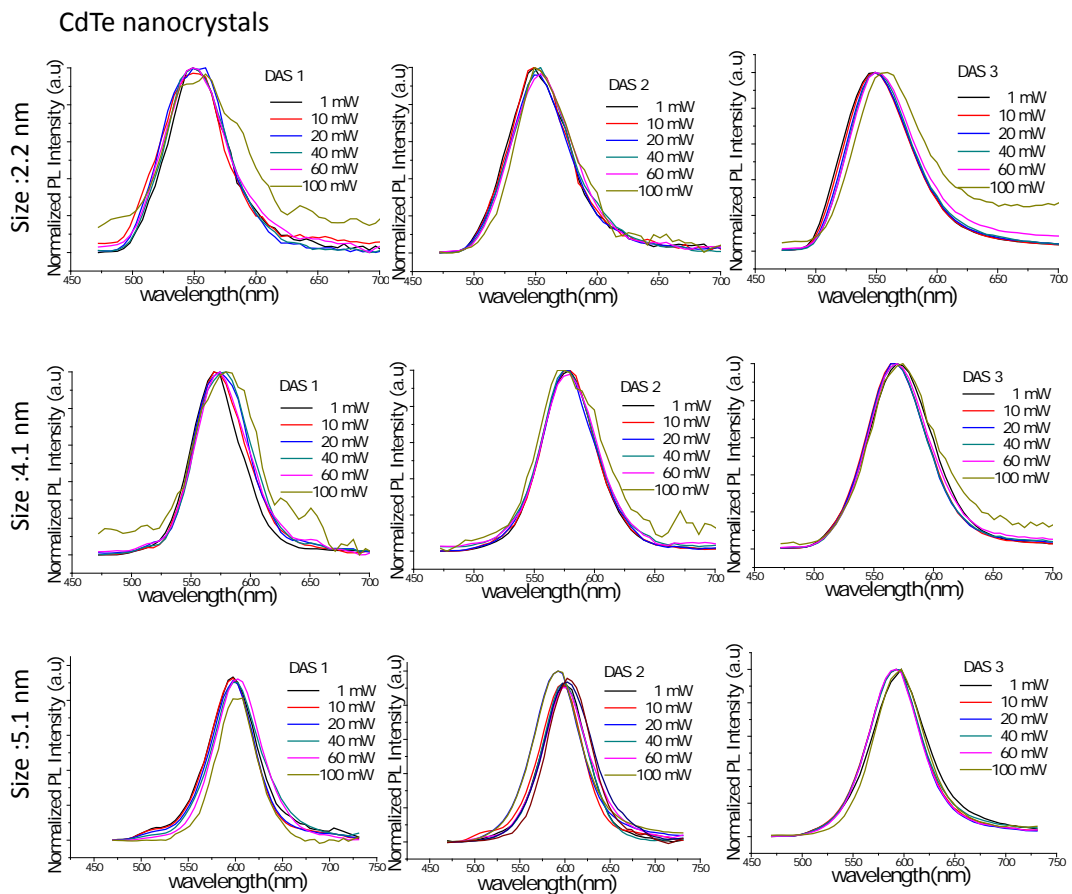 CdTe nanocrystals
Size :2.2 nm
Normalized PL Intensity (a.u)
DAS 1
1 mW
10 mW
20 mW
40 mW
60 mW
100 mW
450 500 550 600 650 700
wavelength(nm)
Normalized PL Intensity (a.u)
DAS 2
1 mW
10 mW
20 mW
40 mW
60 mW
100 mW
450 500 550 600 650 700
wavelength(nm)
Normalized PL Intensity (a.u)
DAS 3
1 mW
10 mW
20 mW
40 mW
60 mW
100 mW
450 500 550 600 650 700
wavelength(nm)
Size :4.1 nm
Normalized PL Intensity (a.u)
DAS 1
1 mW
10 mW
20 mW
40 mW
60 mW
100 mW
450 500 550 600 650 700
wavelength(nm)
Normalized PL Intensity (a.u)
DAS 2
1 mW
10 mW
20 mW
40 mW
60 mW
100 mW
450 500 550 600 650 700
wavelength(nm)
Normalized PL Intensity (a.u)
DAS 3
1 mW
10 mW
20 mW
40 mW
60 mW
100 mW
450 500 550 600 650 700
wavelength(nm)
Size :5.1 nm
Normalized PL Intensity (a.u)
DAS 1
1 mW
10 mW
20 mW
40 mW
60 mW
100 mW
450 500 550 600 650 700 750
wavelength(nm)
Normalized PL Intensity (a.u)
DAS 2
1 mW
10 mW
20 mW
40 mW
60 mW
100 mW
450 500 550 600 650 700 750
wavelength(nm)
Normalized PL Intensity (a.u)
DAS 3
1 mW
10 mW
20 mW
40 mW
60 mW
100 mW
450 500 550 600 650 700 750
wavelength(nm)